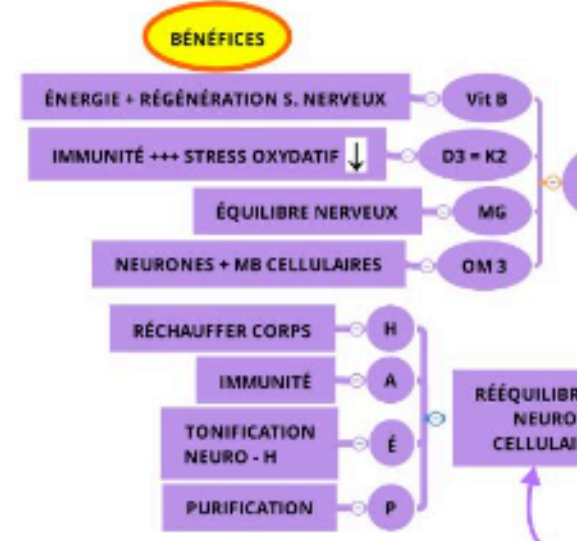 BÉNÉFICES
ÉNERGIE + RÉGÉNÉRATION S. NERVEUX
Vit B
IMMUNITÉ +++ STRESS OXYDATIF ↓
D3 = K2
ÉQUILIBRE NERVEUX
MG
NEURONES + MB CELLULAIRES
OM 3
RÉCHAUFFER CORPS
H
IMMUNITÉ
A
TONIFICATION
NEURO - H
É
PURIFICATION
P
RÉÉQUILIBR
NEURO
CELLULAI